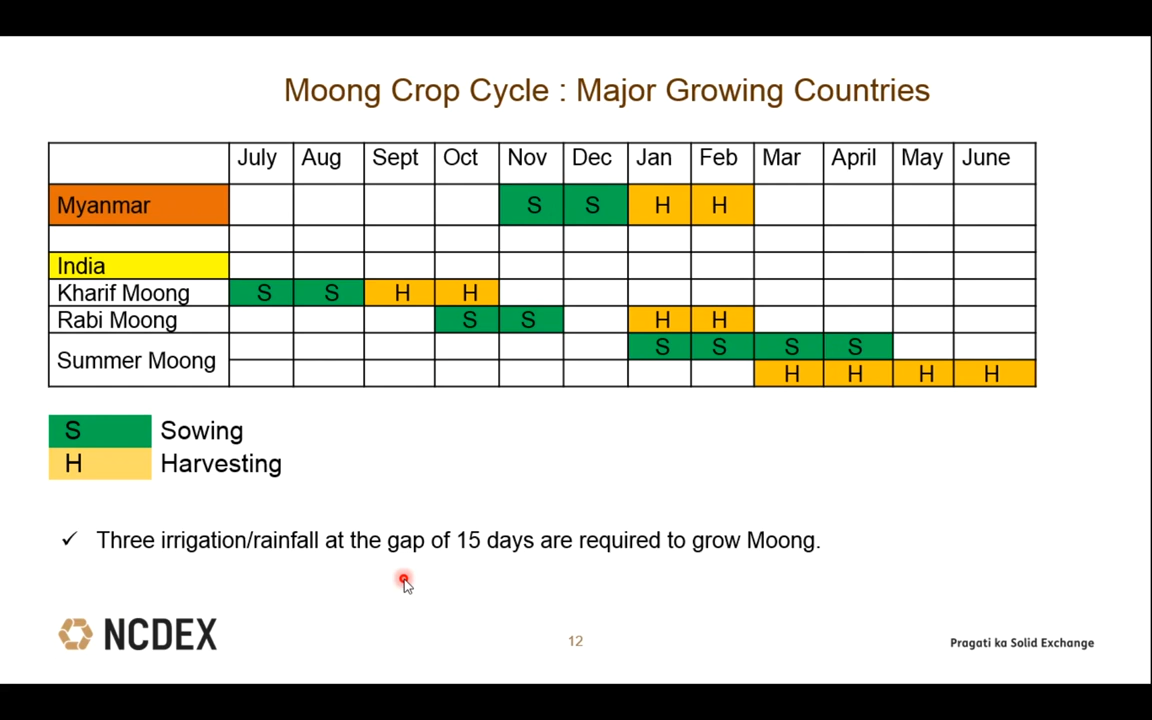 Moong Crop Cycle : Major Growing Countries
July Aug Sept Oct Nov Dec Jan Feb Mar April May June
Myanmar S S H H
India
Kharif Moong S S H H
Rabi Moong S S H H
Summer Moong S S S S
H H H H
S Sowing
H Harvesting
✓ Three irrigation/rainfall at the gap of 15 days are required to grow Moong.
NCDEX 12 Pragati ka Solid Exchange